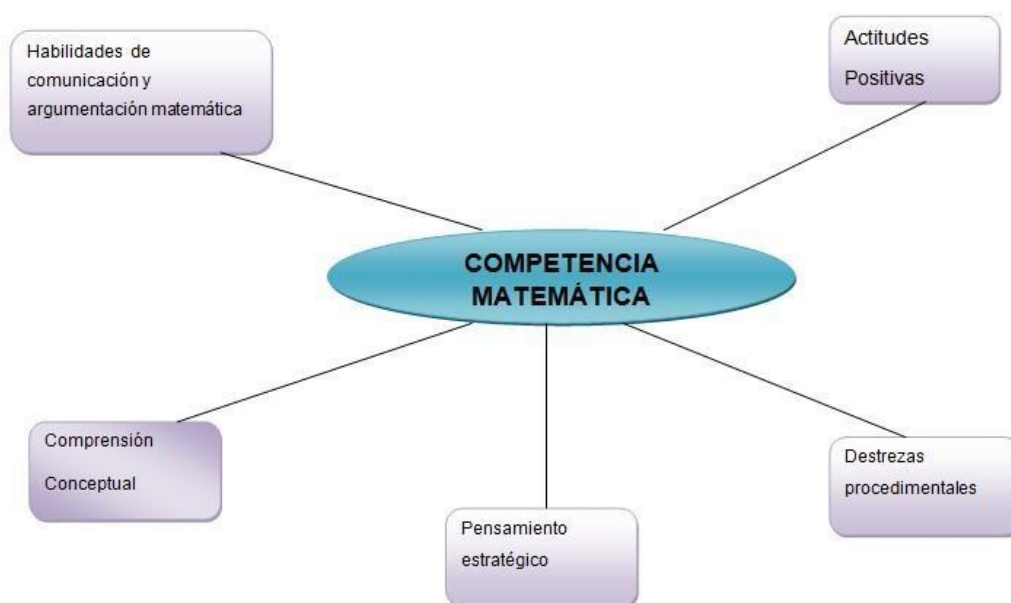 Habilidades de
comunicación y
argumentación matemática
Actitudes
Positivas
COMPETENCIA
MATEMÁTICA
Comprensión
Conceptual
Pensamiento
estratégico
Destrezas
procedimentales